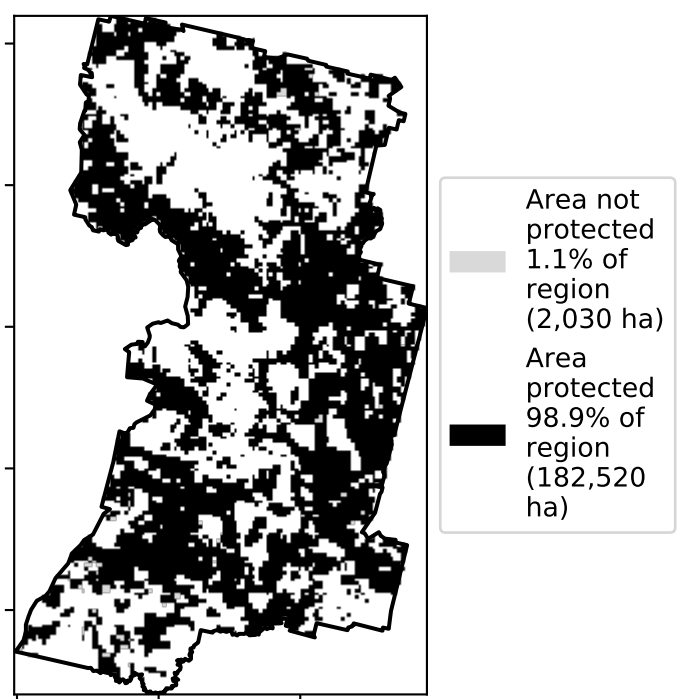 Area not
protected
1.1% of
region
(2,030 ha)
Area
protected
98.9% of
region
(182,520
ha)